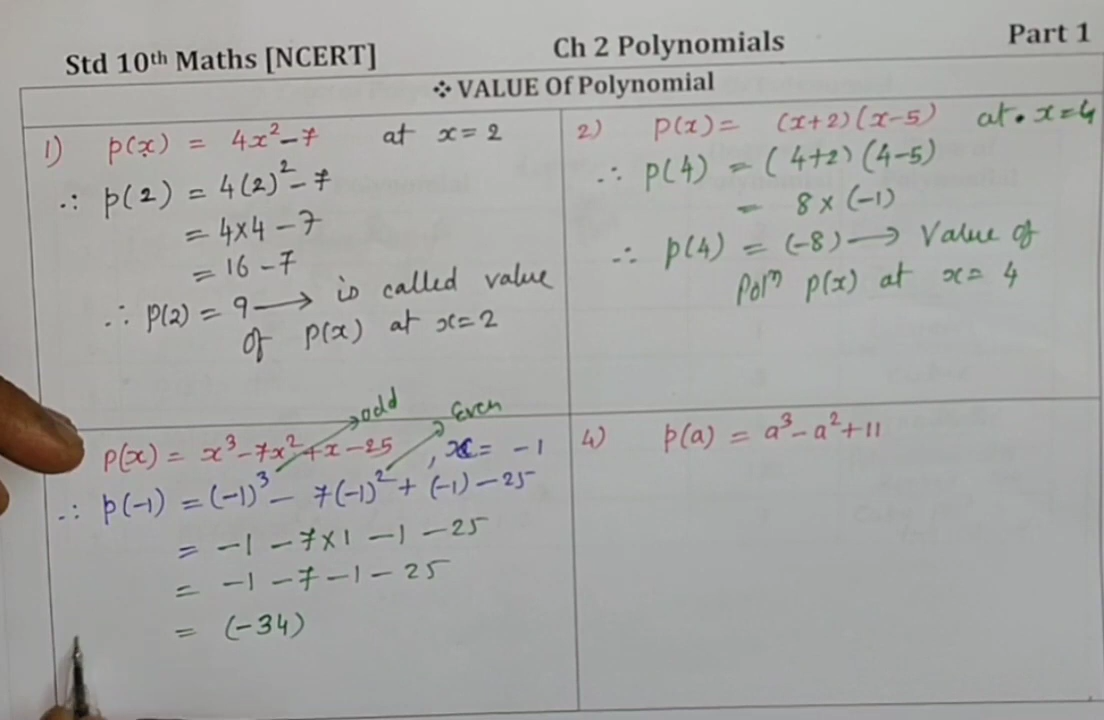 Std 10th Maths [NCERT] Ch 2 Polynomials Part 1
❖ VALUE Of Polynomial
1) p(x) = 4x²-7 at x=2
∴ p(2) = 4(2)²-7
= 4×4-7
= 16-7
∴ p(2) = 9 → is called value
of p(x) at x=2
2) p(x) = (x+2)(x-5) at. x=4
∴ p(4) = (4+2)(4-5)
= 8×(-1)
∴ p(4) = (-8) → Value of
Polⁿ p(x) at x=4
odd Even
p(x) = x³-7x²+x-25, x=-1
∴ p(-1) = (-1)³-7(-1)²+(-1)-25
= -1-7×1-1-25
= -1-7-1-25
= (-34)
4) p(a) = a³-a²+11